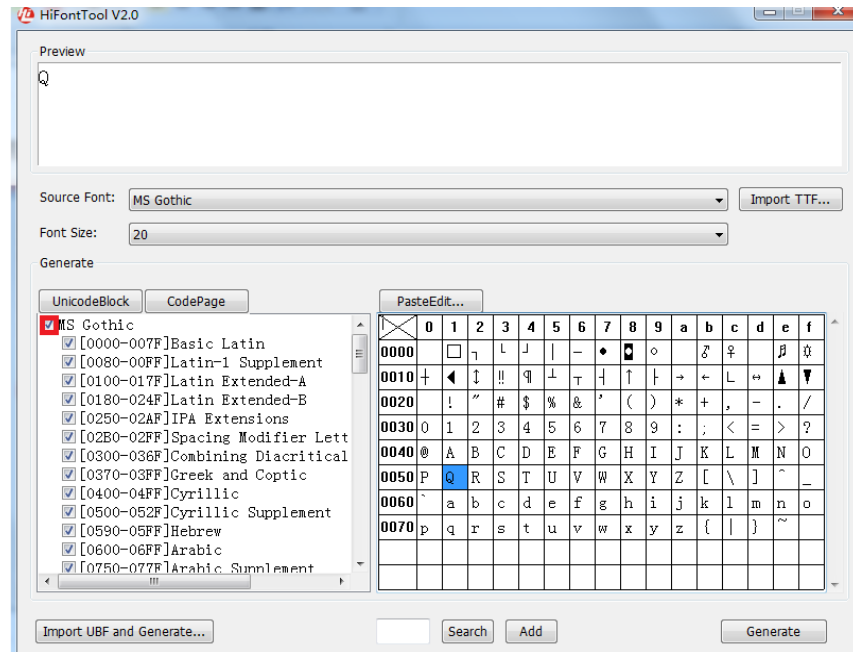 HiFontTool V2.0
Preview
Q
Source Font: MS Gothic Import TTF...
Font Size: 20
Generate
UnicodeBlock CodePage PasteEdit...
MS Gothic
[0000-007F]Basic Latin
[0080-00FF]Latin-1 Supplement
[0100-017F]Latin Extended-A
[0180-024F]Latin Extended-B
[0250-02AF]IPA Extensions
[02B0-02FF]Spacing Modifier Lett
[0300-036F]Combining Diacritical
[0370-03FF]Greek and Coptic
[0400-04FF]Cyrillic
[0500-052F]Cyrillic Supplement
[0590-05FF]Hebrew
[0600-06FF]Arabic
[0750-077F]Arabic Supplement
0 1 2 3 4 5 6 7 8 9 a b c d e f
0000 □ ┐ └ ┘ │ ─ • ◘ ○ ♂ ♀ ♬ ☼
0010 ┼ ◄ ↕ ‼ ¶ ┴ ┬ ┤ ↑ ├ → ← ∟ ↔ ▲ ▼
0020 ! " # $ % & ' ( ) * + , - . /
0030 0 1 2 3 4 5 6 7 8 9 : ; < = > ?
0040 @ A B C D E F G H I J K L M N O
0050 P Q R S T U V W X Y Z [ \ ] ^ _
0060 ` a b c d e f g h i j k l m n o
0070 p q r s t u v w x y z { | } ~
Import UBF and Generate... Search Add Generate